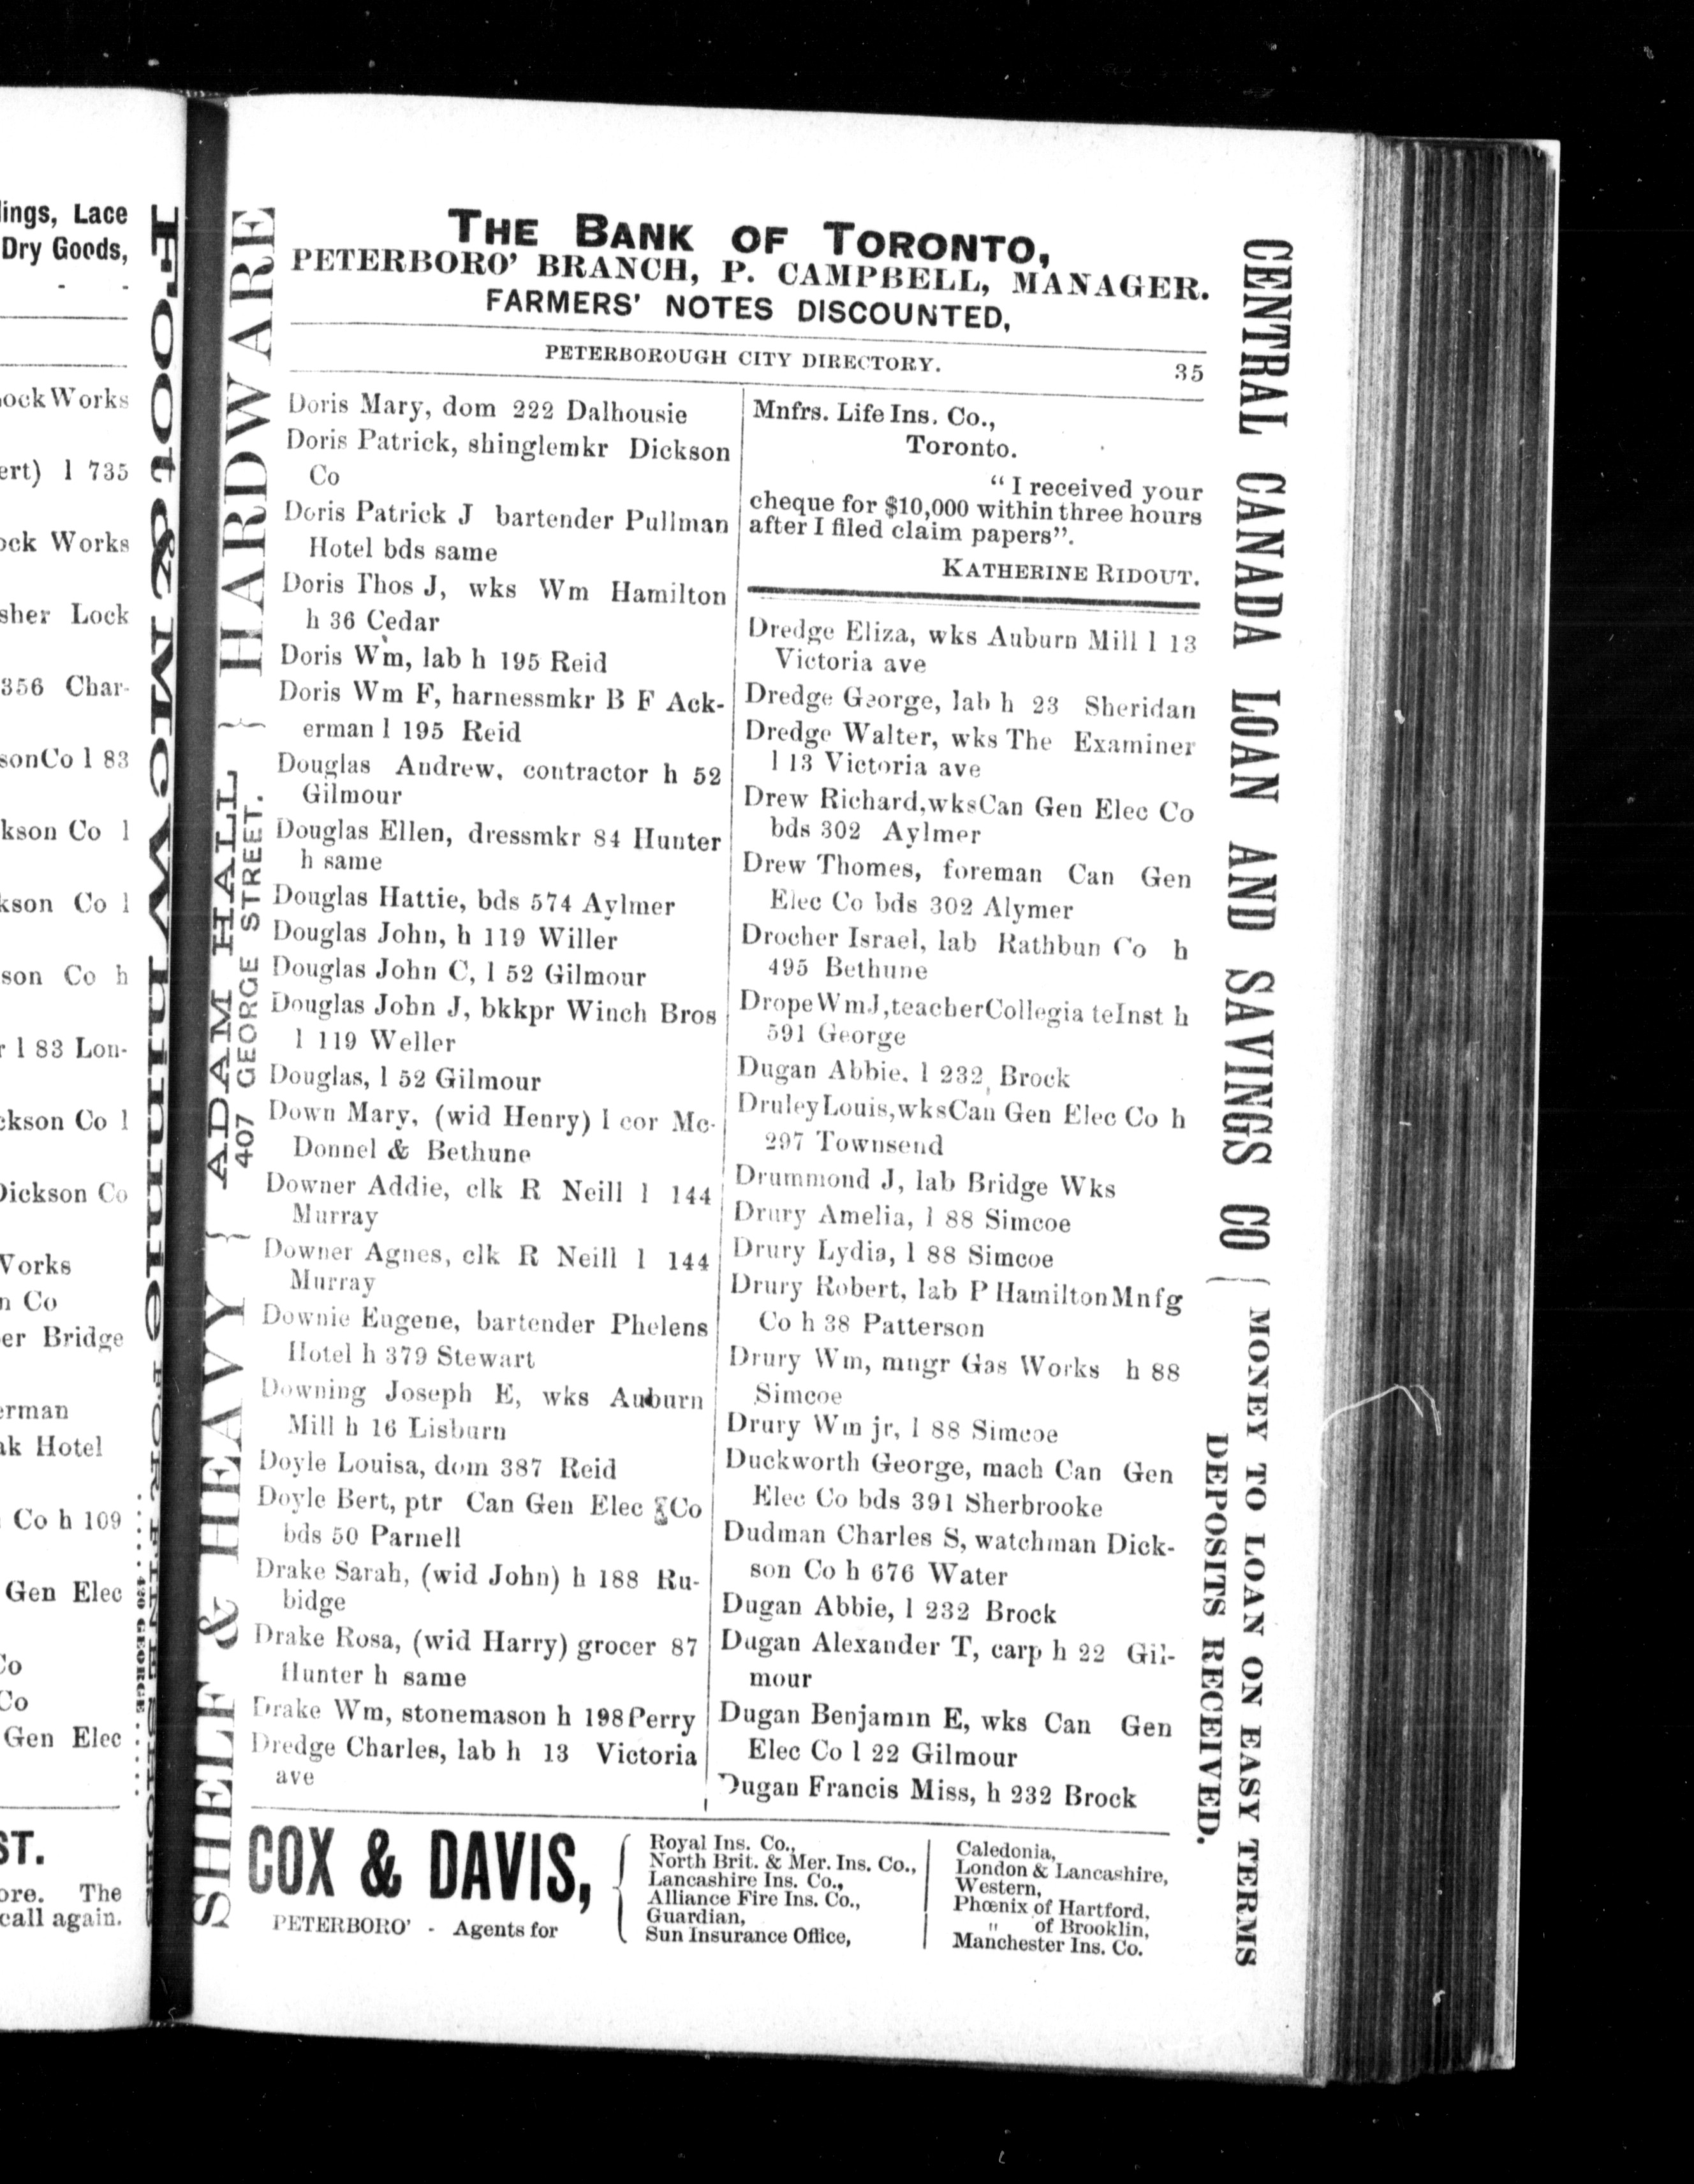 lings, Lace
Dry Goods,
- -
ock Works
ert) l 735
ock Works
sher Lock
356 Char-
sonCo l 83
kson Co l
kson Co l
son Co h
r l 83 Lon-
ckson Co l
Dickson Co
Works
n Co
er Bridge
erman
ak Hotel
Co h 109
Gen Elec
Co
Co
Gen Elec
ST.
ore. The
call again.
Foot & McWhinnie FOR FINE SHOES
..... 420 GEORGE.....
SHELF & HEAVY { ADAM HALL } HARDWARE
407 GEORGE STREET.
THE BANK OF TORONTO,
PETERBORO' BRANCH, P. CAMPBELL, MANAGER.
FARMERS' NOTES DISCOUNTED,
PETERBOROUGH CITY DIRECTORY. 35
Doris Mary, dom 222 Dalhousie
Doris Patrick, shinglemkr Dickson
Co
Doris Patrick J bartender Pullman
Hotel bds same
Doris Thos J, wks Wm Hamilton
h 36 Cedar
Doris Wm, lab h 195 Reid
Doris Wm F, harnessmkr B F Ack-
erman l 195 Reid
Douglas Andrew, contractor h 52
Gilmour
Douglas Ellen, dressmkr 84 Hunter
h same
Douglas Hattie, bds 574 Aylmer
Douglas John, h 119 Willer
Douglas John C, l 52 Gilmour
Douglas John J, bkkpr Winch Bros
l 119 Weller
Douglas, l 52 Gilmour
Down Mary, (wid Henry) l cor Mc-
Donnel & Bethune
Downer Addie, clk R Neill l 144
Murray
Downer Agnes, clk R Neill l 144
Murray
Downie Eugene, bartender Phelens
Hotel h 379 Stewart
Downing Joseph E, wks Auburn
Mill h 16 Lisburn
Doyle Louisa, dom 387 Reid
Doyle Bert, ptr Can Gen Elec Co
bds 50 Parnell
Drake Sarah, (wid John) h 188 Ru-
bidge
Drake Rosa, (wid Harry) grocer 87
Hunter h same
Drake Wm, stonemason h 198 Perry
Dredge Charles, lab h 13 Victoria
ave
Mnfrs. Life Ins. Co.,
Toronto.
"I received your
cheque for $10,000 within three hours
after I filed claim papers".
KATHERINE RIDOUT.
Dredge Eliza, wks Auburn Mill l 13
Victoria ave
Dredge George, lab h 23 Sheridan
Dredge Walter, wks The Examiner
l 13 Victoria ave
Drew Richard,wksCan Gen Elec Co
bds 302 Aylmer
Drew Thomes, foreman Can Gen
Elec Co bds 302 Alymer
Drocher Israel, lab Rathbun Co h
495 Bethune
DropeWmJ,teacherCollegia teInst h
591 George
Dugan Abbie, l 232 Brock
DruleyLouis,wksCan Gen Elec Co h
297 Townsend
Drummond J, lab Bridge Wks
Drury Amelia, l 88 Simcoe
Drury Lydia, l 88 Simcoe
Drury Robert, lab P HamiltonMnfg
Co h 38 Patterson
Drury Wm, mngr Gas Works h 88
Simcoe
Drury Wm jr, l 88 Simcoe
Duckworth George, mach Can Gen
Elec Co bds 391 Sherbrooke
Dudman Charles S, watchman Dick-
son Co h 676 Water
Dugan Abbie, l 232 Brock
Dugan Alexander T, carp h 22 Gil-
mour
Dugan Benjamin E, wks Can Gen
Elec Co l 22 Gilmour
Dugan Francis Miss, h 232 Brock
COX & DAVIS,
PETERBORO' - Agents for
Royal Ins. Co.,
North Brit. & Mer. Ins. Co.,
Lancashire Ins. Co.,
Alliance Fire Ins. Co.,
Guardian,
Sun Insurance Office,
Caledonia,
London & Lancashire,
Western,
Phœnix of Hartford,
" of Brooklin,
Manchester Ins. Co.
CENTRAL CANADA LOAN AND SAVINGS CO { MONEY TO LOAN ON EASY TERMS
DEPOSITS RECEIVED.